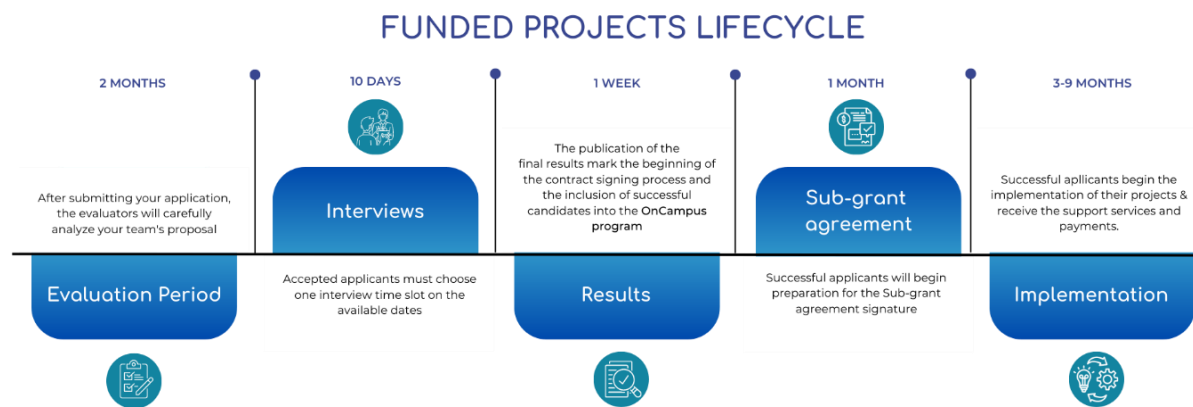 FUNDED PROJECTS LIFECYCLE
2 MONTHS
After submitting your application,
the evaluators will carefully
analyze your team's proposal
Evaluation Period
10 DAYS
Interviews
Accepted applicants must choose
one interview time slot on the
available dates
1 WEEK
The publication of the
final results mark the beginning of
the contract signing process and
the inclusion of successful
candidates into the OnCampus
program
Results
1 MONTH
Sub-grant
agreement
Successful applicants will begin
preparation for the Sub-grant
agreement signature
3-9 MONTHS
Successful apllicants begin the
implementation of their projects &
receive the support services and
payments.
Implementation